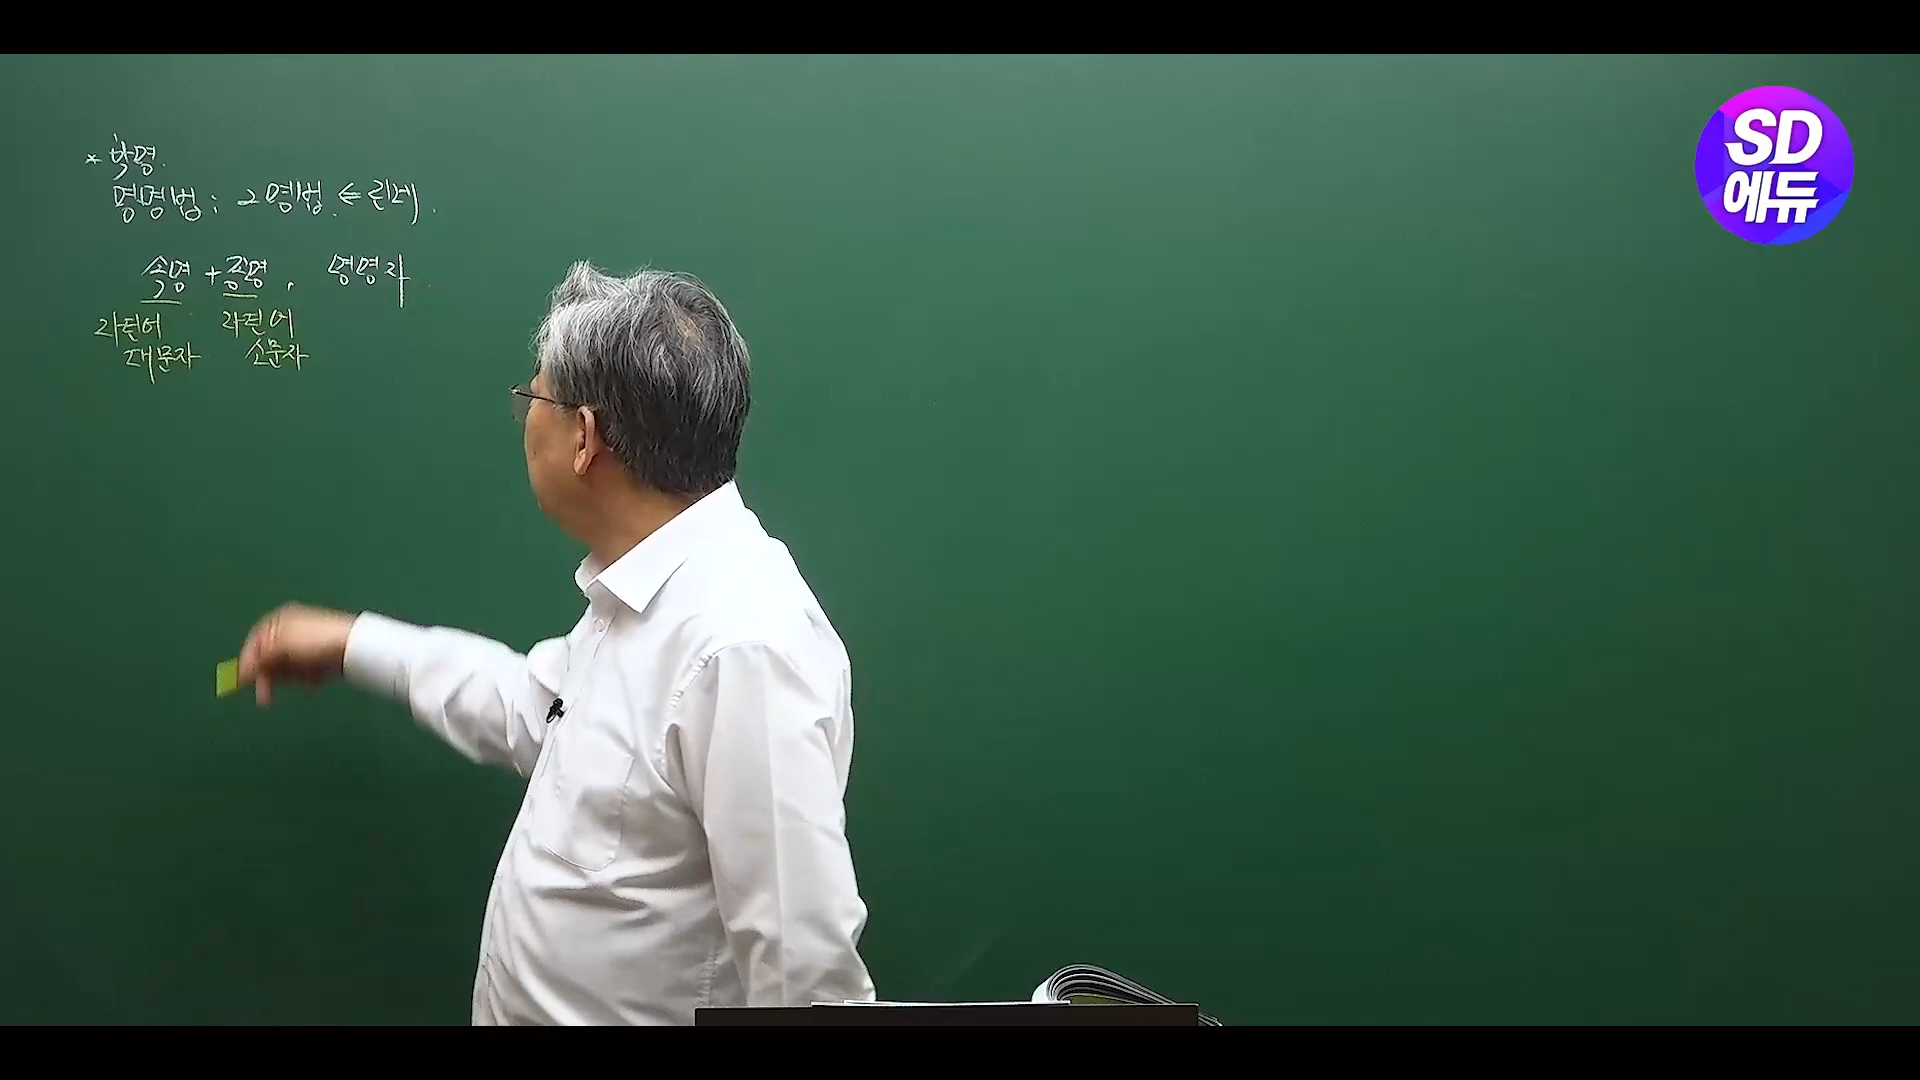 * 학명.
명명법 : 2명법. ⇐ 린네.
속명 + 종명, 명명자.
라틴어 라틴어
대문자 소문자
SD
에듀